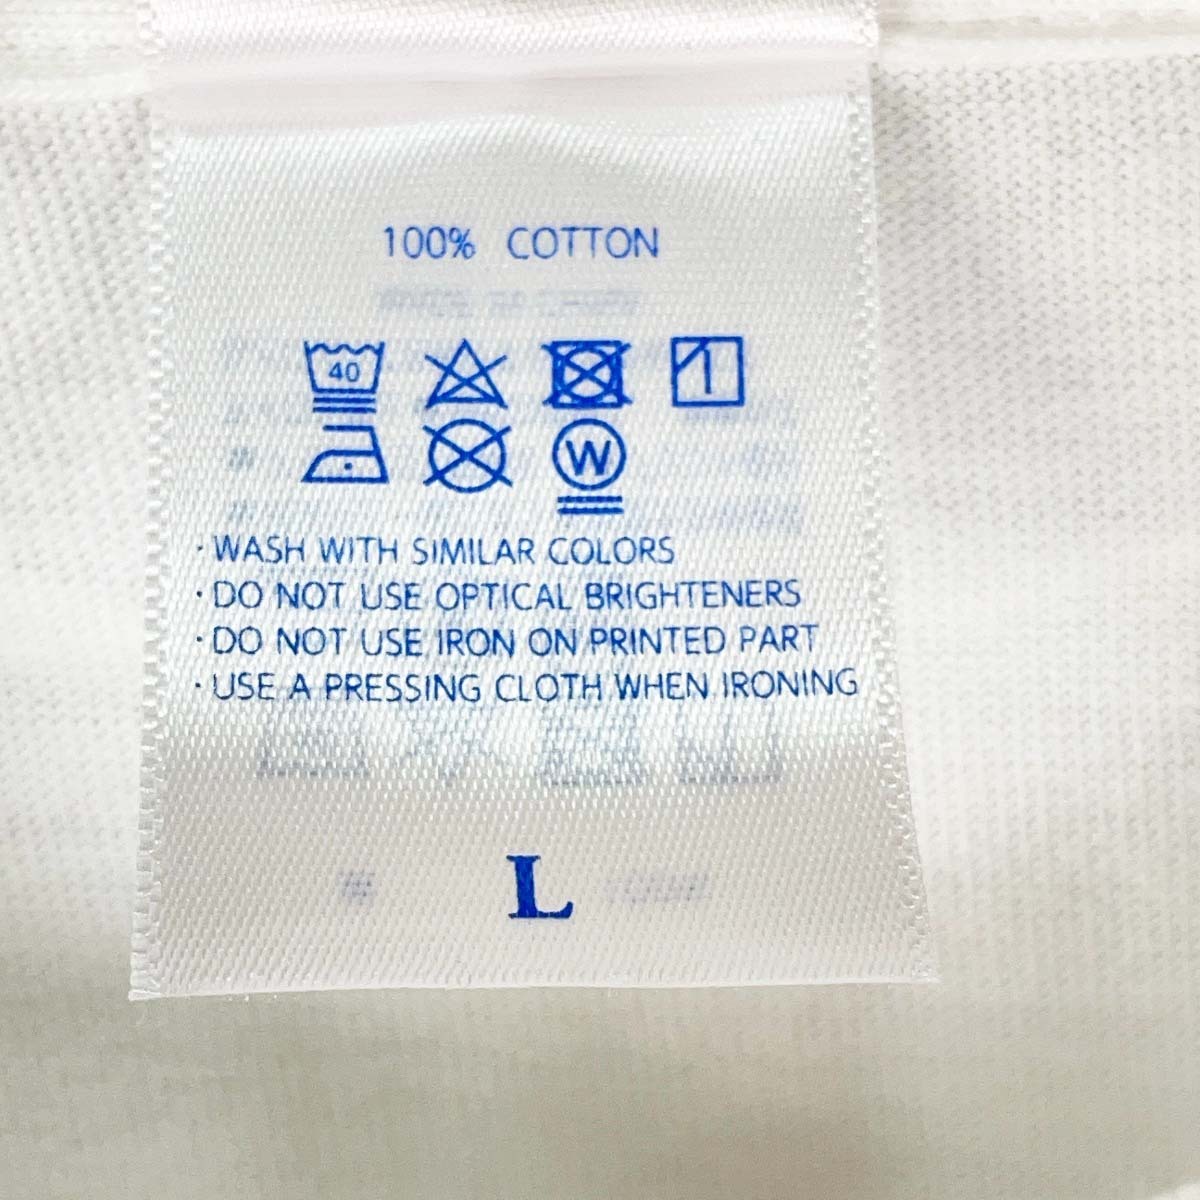 100% COTTON
40
W
·WASH WITH SIMILAR COLORS
·DO NOT USE OPTICAL BRIGHTENERS
·DO NOT USE IRON ON PRINTED PART
·USE A PRESSING CLOTH WHEN IRONING
L